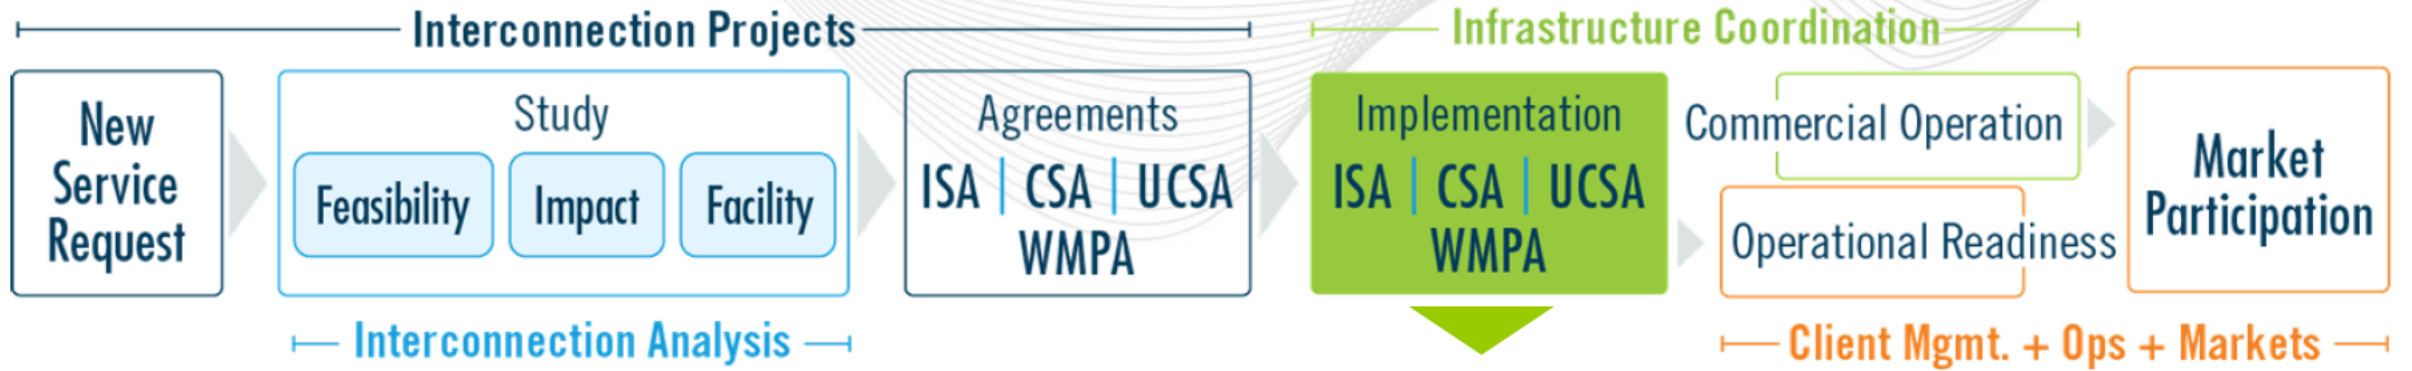 Interconnection Projects
Infrastructure Coordination
New
Service
Request
Study
Feasibility
Impact
Facility
Agreements
ISA | CSA | UCSA
WMPA
Implementation
ISA | CSA | UCSA
WMPA
Commercial Operation
Operational Readiness
Market
Participation
Interconnection Analysis
Client Mgmt. + Ops + Markets